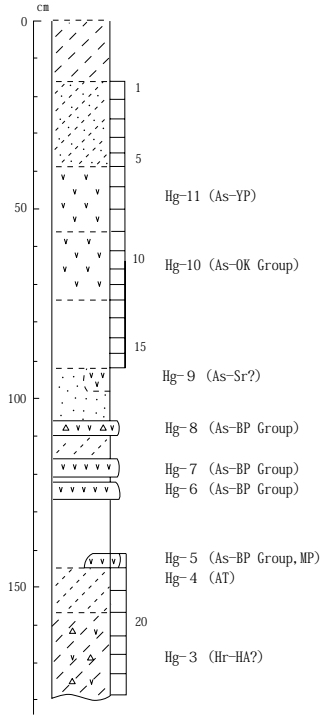 cm
0
1
5
50
Hg-11 (As-YP)
10
Hg-10 (As-OK Group)
15
Hg-9 (As-Sr?)
100
Hg-8 (As-BP Group)
Hg-7 (As-BP Group)
Hg-6 (As-BP Group)
Hg-5 (As-BP Group,MP)
Hg-4 (AT)
150
20
Hg-3 (Hr-HA?)